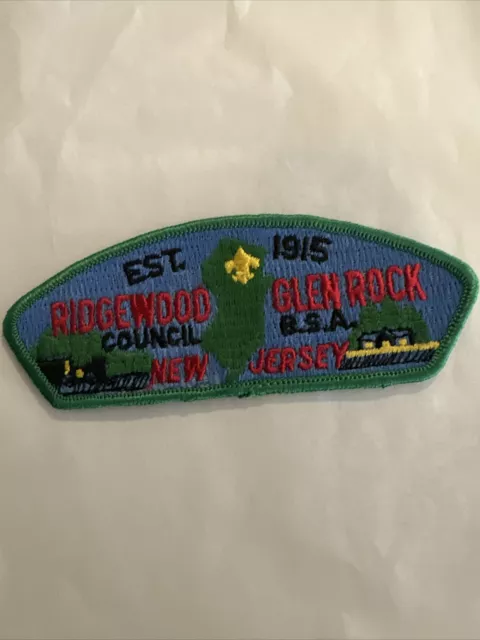 EST. 1915
RIDGEWOOD GLEN ROCK
COUNCIL B.S.A.
NEW JERSEY